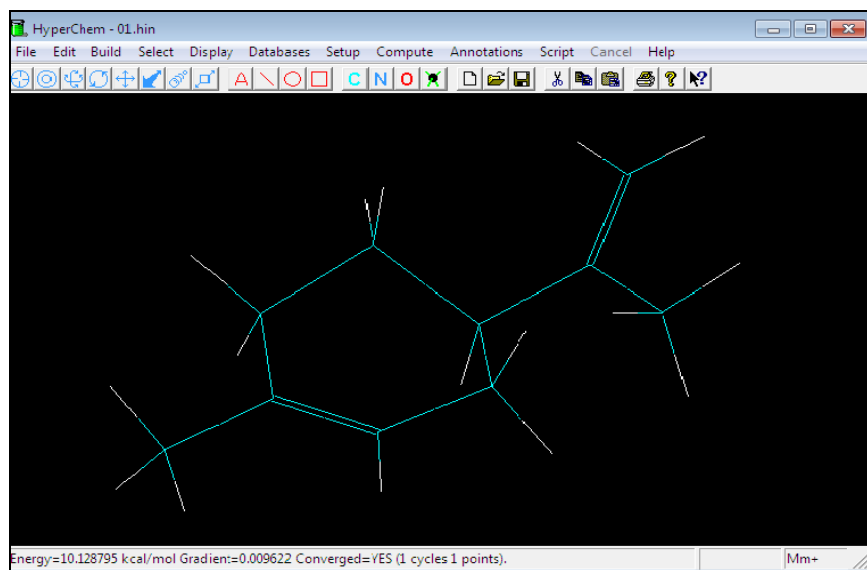 HyperChem - 01.hin
File Edit Build Select Display Databases Setup Compute Annotations Script Cancel Help
A C N O
Energy=10.128795 kcal/mol Gradient=0.009622 Converged=YES (1 cycles 1 points). Mm+